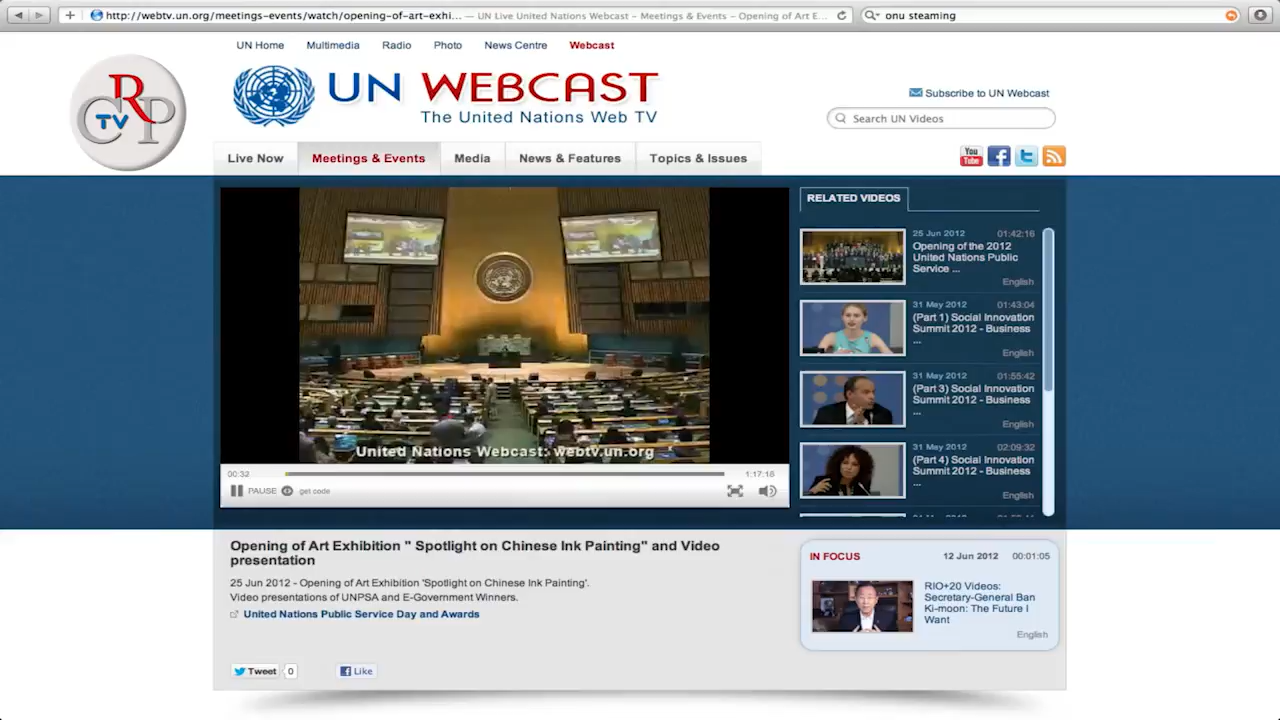 http://webtv.un.org/meetings-events/watch/opening-of-art-exhi... — UN Live United Nations Webcast – Meetings & Events – Opening of Art E...
onu steaming
UN Home Multimedia Radio Photo News Centre Webcast
CRP TV
UN WEBCAST
The United Nations Web TV
Subscribe to UN Webcast
Search UN Videos
Live Now Meetings & Events Media News & Features Topics & Issues
You Tube
RELATED VIDEOS
25 Jun 2012 01:42:16
Opening of the 2012
United Nations Public
Service ...
English
31 May 2012 01:43:04
(Part 1) Social Innovation
Summit 2012 - Business
...
English
31 May 2012 01:55:42
(Part 3) Social Innovation
Summit 2012 - Business
...
English
31 May 2012 02:09:32
(Part 4) Social Innovation
Summit 2012 - Business
...
English
United Nations Webcast: webtv.un.org
00:32 1:17:18
PAUSE get code
Opening of Art Exhibition " Spotlight on Chinese Ink Painting" and Video
presentation
25 Jun 2012 - Opening of Art Exhibition 'Spotlight on Chinese Ink Painting'.
Video presentations of UNPSA and E-Government Winners.
United Nations Public Service Day and Awards
Tweet 0 Like
IN FOCUS 12 Jun 2012 00:01:05
RIO+20 Videos:
Secretary-General Ban
Ki-moon: The Future I
Want
English